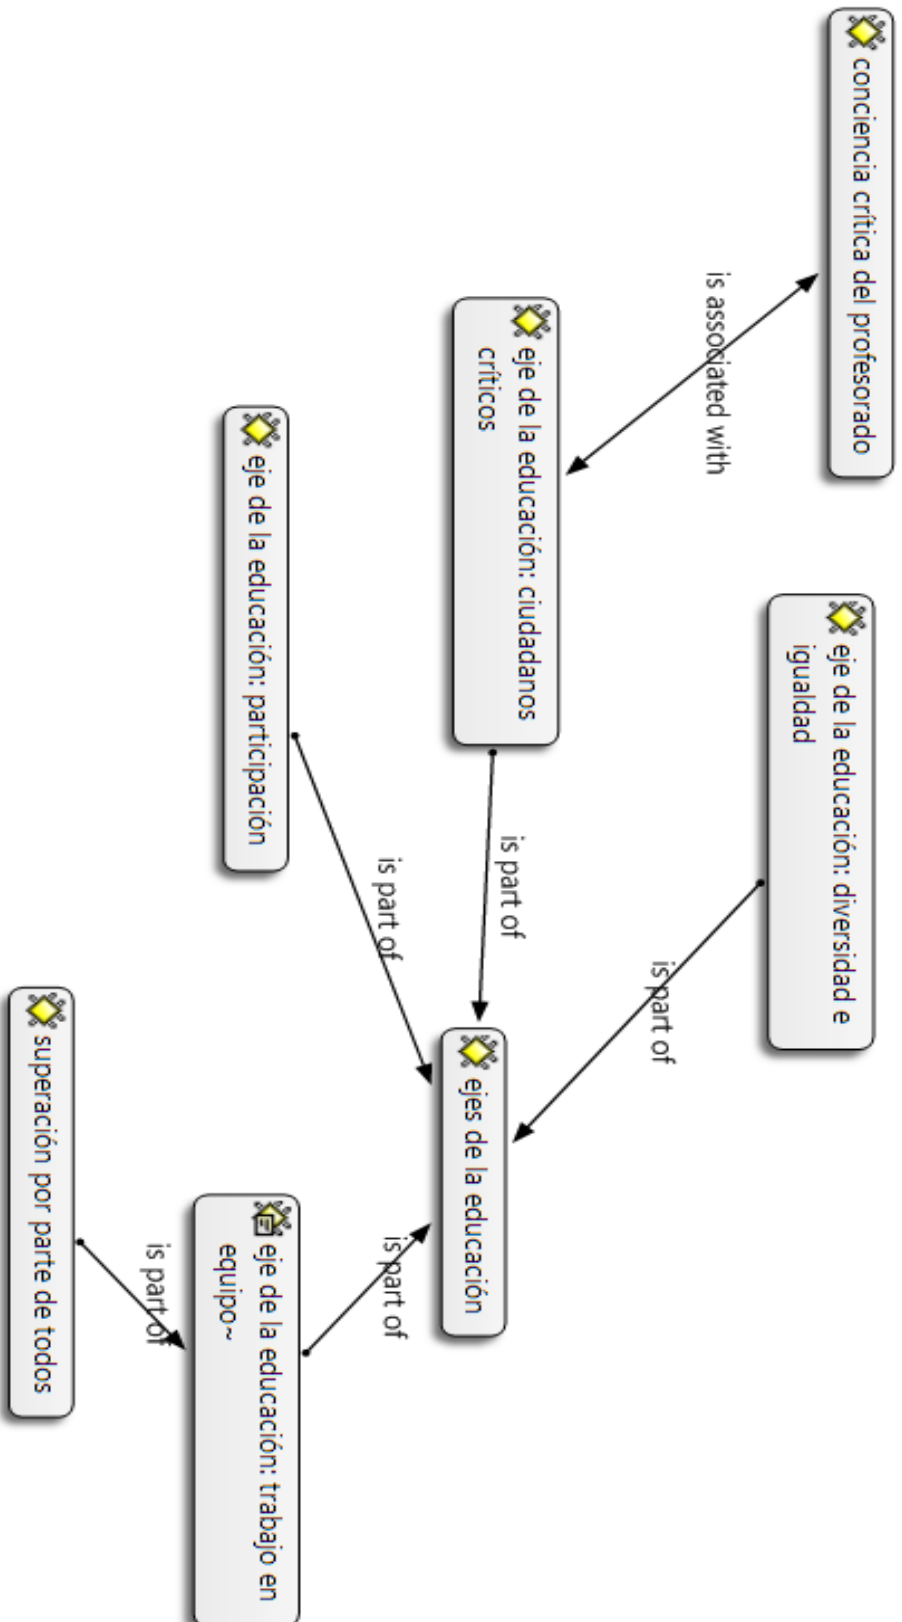 conciencia crítica del profesorado
is associated with
eje de la educación: diversidad e
igualdad
eje de la educación: ciudadanos
críticos
is part of
is part of
eje de la educación: participación
is part of
ejes de la educación
is part of
eje de la educación: trabajo en
equipo~
is part of
superación por parte de todos